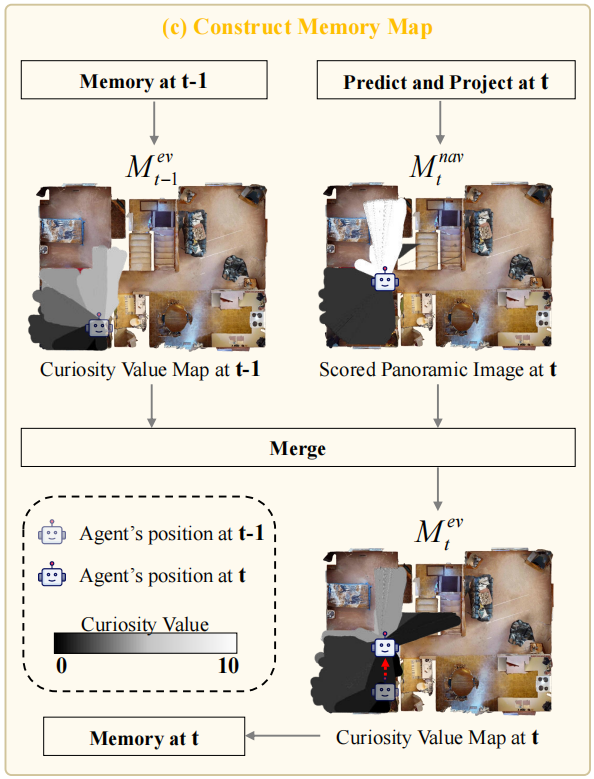 (c) Construct Memory Map
Memory at t-1
Predict and Project at t
M_{t-1}^{ev}
M_t^{nav}
Curiosity Value Map at t-1
Scored Panoramic Image at t
Merge
M_t^{ev}
Agent's position at t-1
Agent's position at t
Curiosity Value
0 10
Memory at t
Curiosity Value Map at t